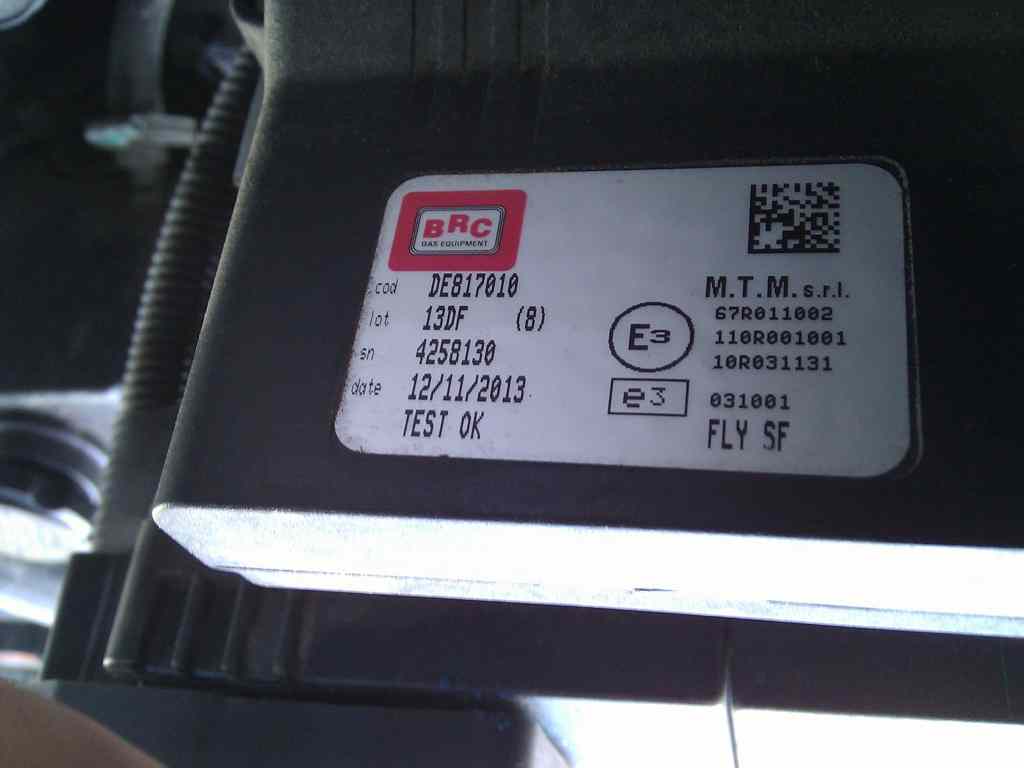 BRC
GAS EQUIPMENT
cod DE817010
lot 13DF (8)
sn 4258130
date 12/11/2013
TEST OK
M.T.M. s.r.l.
E3
67R011002
110R001001
10R031131
e3 031001
FLY SF